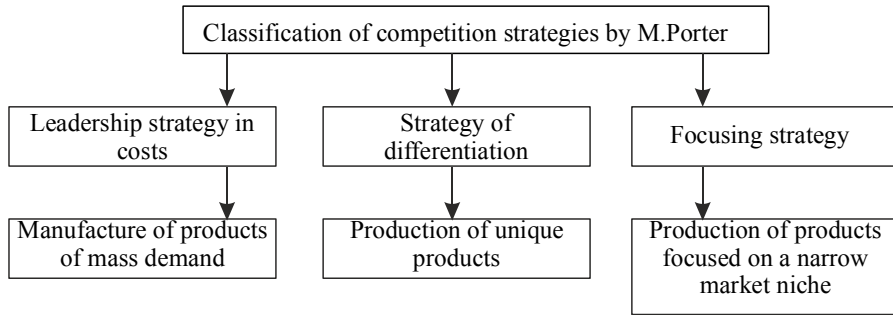 Classification of competition strategies by M.Porter
Leadership strategy in
costs
Strategy of
differentiation
Focusing strategy
Manufacture of products
of mass demand
Production of unique
products
Production of products
focused on a narrow
market niche